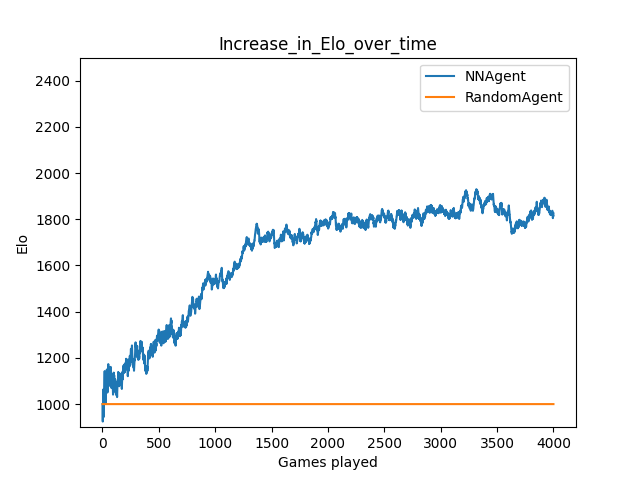 Increase_in_Elo_over_time
NNAgent
RandomAgent
2400
2200
2000
1800
1600
1400
1200
1000
Elo
0 500 1000 1500 2000 2500 3000 3500 4000
Games played